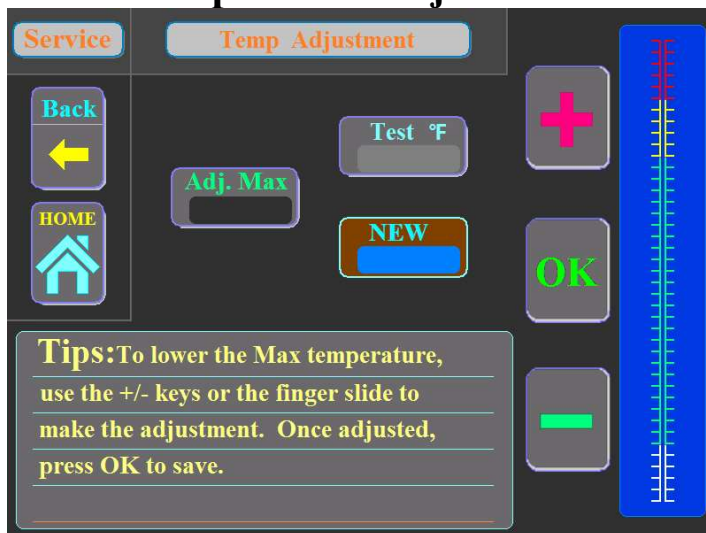 Service
Temp Adjustment
Back
HOME
Adj. Max
Test °F
NEW
OK
Tips:To lower the Max temperature,
use the +/- keys or the finger slide to
make the adjustment. Once adjusted,
press OK to save.